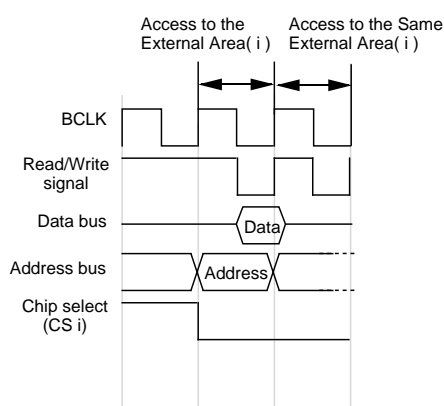 Access to the
External Area( i )
Access to the Same
External Area( i )
BCLK
Read/Write
signal
Data bus
Data
Address bus
Address
Chip select
(CS i)